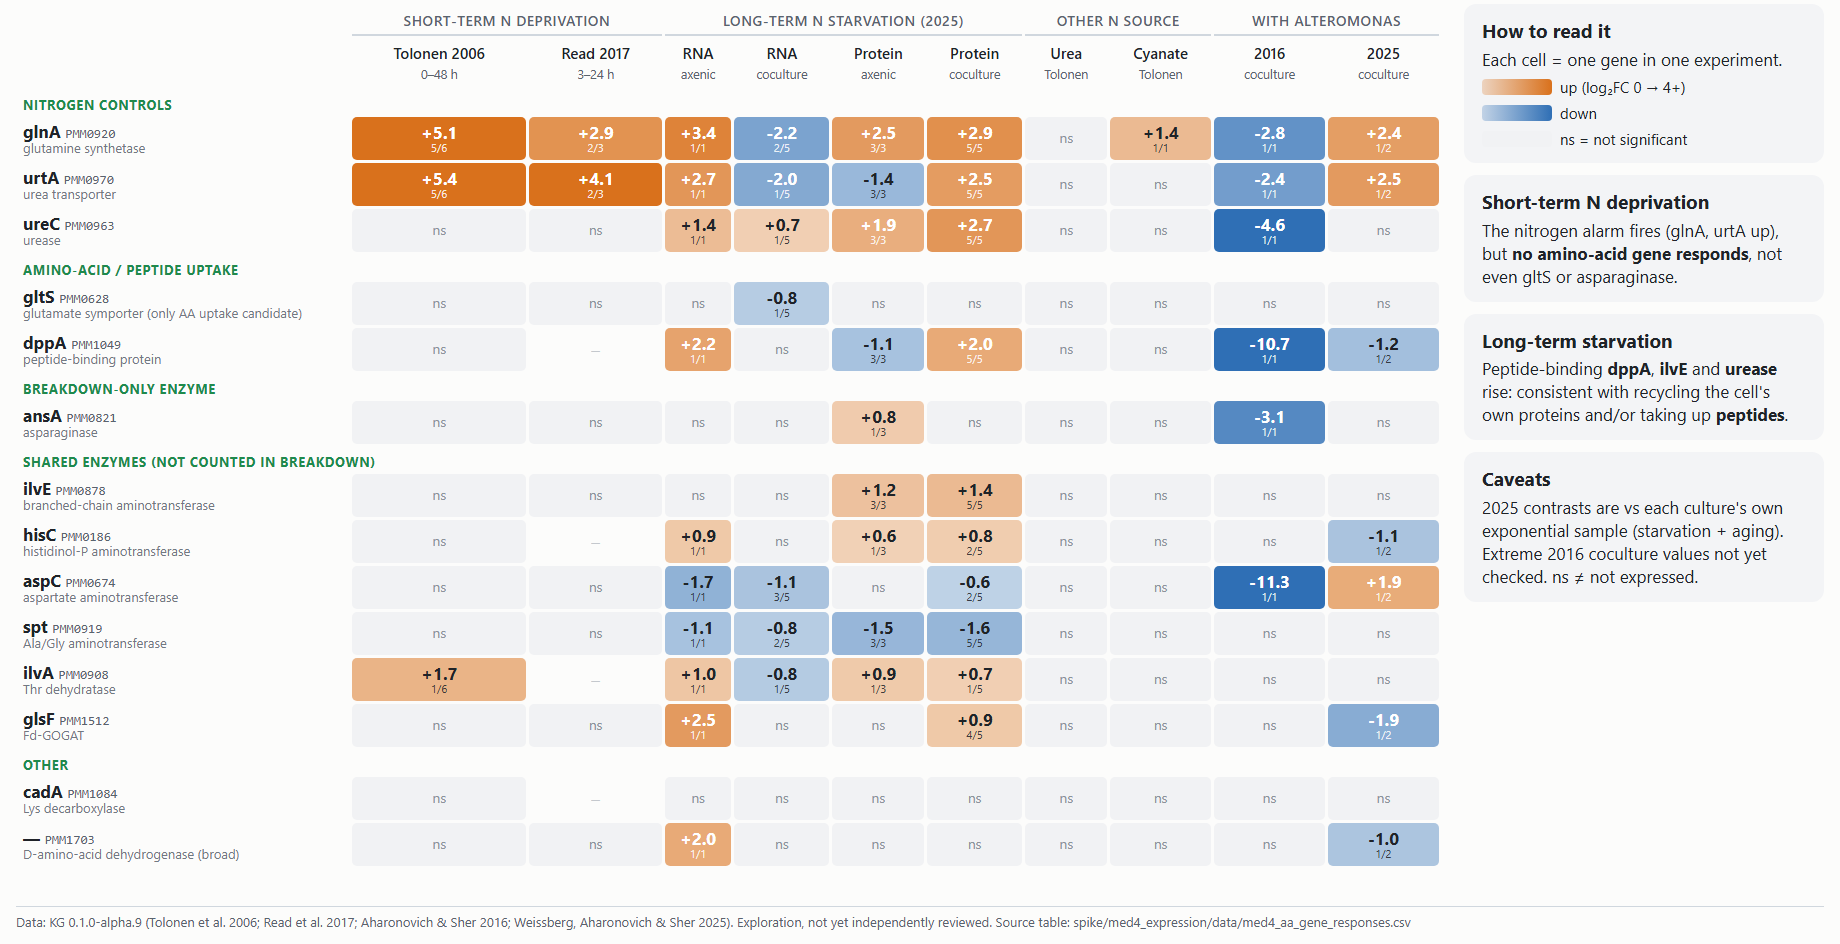 SHORT-TERM N DEPRIVATION
LONG-TERM N STARVATION (2025)
OTHER N SOURCE
WITH ALTEROMONAS
Tolonen 2006
Read 2017
RNA
RNA
Protein
Protein
Urea
Cyanate
2016
2025
0–48 h
3–24 h
axenic
coculture
axenic
coculture
Tolonen
Tolonen
coculture
coculture
NITROGEN CONTROLS
glnA PMM0920
glutamine synthetase
+5.1 +2.9 +3.4 -2.2 +2.5 +2.9 ns +1.4 -2.8 +2.4
5/6 2/3 1/1 2/5 3/3 5/5 1/1 1/1 1/2
urtA PMM0970
urea transporter
+5.4 +4.1 +2.7 -2.0 -1.4 +2.5 ns ns -2.4 +2.5
5/6 2/3 1/1 1/5 3/3 5/5 1/1 1/2
ureC PMM0963
urease
ns ns +1.4 +0.7 +1.9 +2.7 ns ns -4.6 ns
1/1 1/5 3/3 5/5 1/1
AMINO-ACID / PEPTIDE UPTAKE
gltS PMM0628
glutamate symporter (only AA uptake candidate)
ns ns ns -0.8 ns ns ns ns ns ns
1/5
dppA PMM1049
peptide-binding protein
ns – +2.2 ns -1.1 +2.0 ns ns -10.7 -1.2
1/1 3/3 5/5 1/1 1/2
BREAKDOWN-ONLY ENZYME
ansA PMM0821
asparaginase
ns ns ns ns +0.8 ns ns ns -3.1 ns
1/3 1/1
SHARED ENZYMES (NOT COUNTED IN BREAKDOWN)
ilvE PMM0878
branched-chain aminotransferase
ns ns ns ns +1.2 +1.4 ns ns ns ns
3/3 5/5
hisC PMM0186
histidinol-P aminotransferase
ns – +0.9 ns +0.6 +0.8 ns ns ns -1.1
1/1 1/3 2/5 1/2
aspC PMM0674
aspartate aminotransferase
ns ns -1.7 -1.1 ns -0.6 ns ns -11.3 +1.9
1/1 3/5 2/5 1/1 1/2
spt PMM0919
Ala/Gly aminotransferase
ns ns -1.1 -0.8 -1.5 -1.6 ns ns ns ns
1/1 2/5 3/3 5/5
ilvA PMM0908
Thr dehydratase
+1.7 – +1.0 -0.8 +0.9 +0.7 ns ns ns ns
1/6 1/1 1/5 1/3 1/5
glsF PMM1512
Fd-GOGAT
ns ns +2.5 ns ns +0.9 ns ns ns -1.9
1/1 4/5 1/2
OTHER
cadA PMM1084
Lys decarboxylase
ns – ns ns ns ns ns ns ns ns
— PMM1703
D-amino-acid dehydrogenase (broad)
ns ns +2.0 ns ns ns ns ns ns -1.0
1/1 1/2
How to read it
Each cell = one gene in one experiment.
up (log₂FC 0 → 4+)
down
ns = not significant
Short-term N deprivation
The nitrogen alarm fires (glnA, urtA up),
but no amino-acid gene responds, not
even gltS or asparaginase.
Long-term starvation
Peptide-binding dppA, ilvE and urease
rise: consistent with recycling the cell's
own proteins and/or taking up peptides.
Caveats
2025 contrasts are vs each culture's own
exponential sample (starvation + aging).
Extreme 2016 coculture values not yet
checked. ns ≠ not expressed.
Data: KG 0.1.0-alpha.9 (Tolonen et al. 2006; Read et al. 2017; Aharonovich & Sher 2016; Weissberg, Aharonovich & Sher 2025). Exploration, not yet independently reviewed. Source table: spike/med4_expression/data/med4_aa_gene_responses.csv